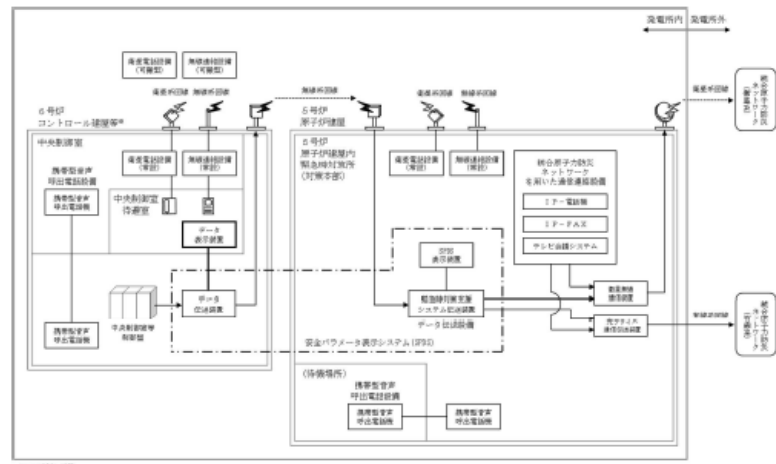 発電所内
発電所外
衛星電話設備
(可搬型)
無線連絡設備
(可搬型)
衛星系回線
無線系回線
無線系回線
衛星系回線
無線系回線
衛星系回線
統合原子力防災
ネットワーク
(衛星系)
6号炉
コントロール建屋等※
5号炉
原子炉建屋
中央制御室
携帯型音声
呼出電話設備
携帯型音声
呼出電話機
衛星電話設備
(常設)
無線連絡設備
(常設)
中央制御室
待避室
データ
表示装置
5号炉
原子炉建屋内
緊急時対策所
(対策本部)
衛星電話設備
(常設)
無線連絡設備
(常設)
統合原子力防災
ネットワーク
を用いた通信連絡設備
IP-電話機
IP-FAX
テレビ会議システム
SPDS
表示装置
携帯型音声
呼出電話機
中央制御室等
制御盤
データ
伝送装置
緊急時対策支援
システム伝送装置
データ伝送設備
衛星無線
通信装置
光ファイバ
通信伝送装置
有線系回線
統合原子力防災
ネットワーク
(有線系)
安全パラメータ表示システム(SPDS)
(待機場所)
携帯型音声
呼出電話設備
携帯型音声
呼出電話機
携帯型音声
呼出電話機